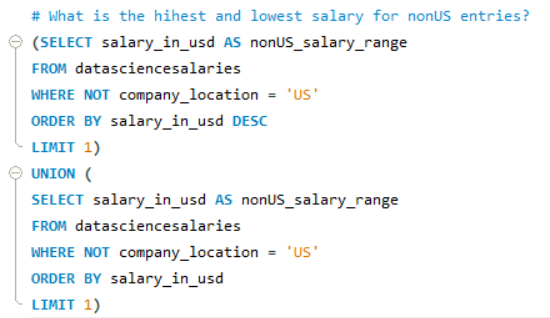 # What is the hihest and lowest salary for nonUS entries?
(SELECT salary_in_usd AS nonUS_salary_range
FROM datasciencesalaries
WHERE NOT company_location = 'US'
ORDER BY salary_in_usd DESC
LIMIT 1)
UNION (
SELECT salary_in_usd AS nonUS_salary_range
FROM datasciencesalaries
WHERE NOT company_location = 'US'
ORDER BY salary_in_usd
LIMIT 1)